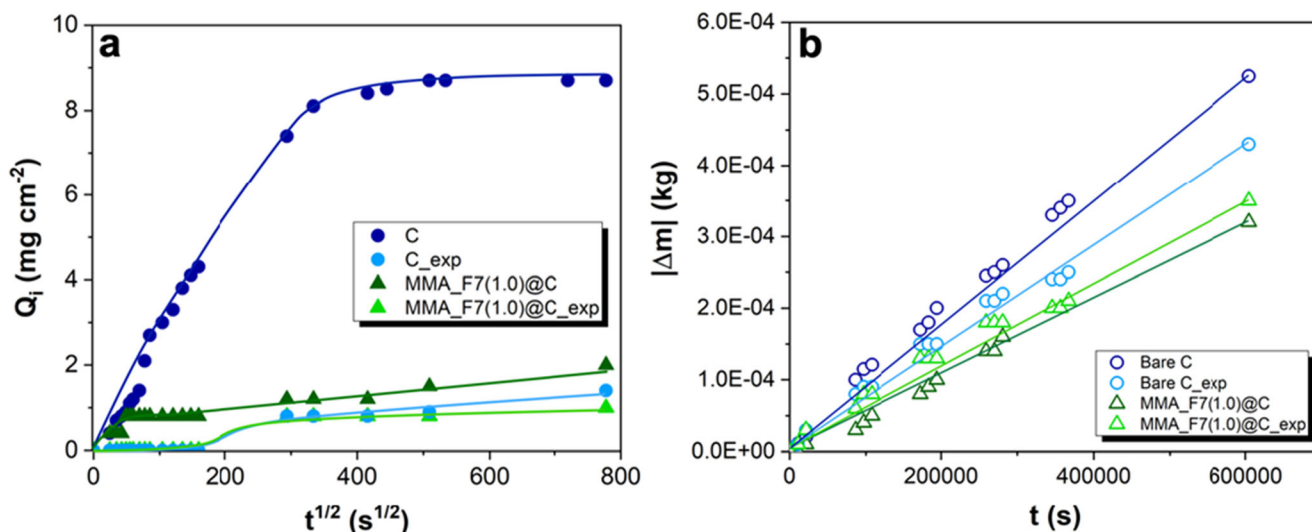 a
10
8
6
4
2
0
0
200
400
600
800
Qi (mg cm-2)
t1/2 (s1/2)
C
C_exp
MMA_F7(1.0)@C
MMA_F7(1.0)@C_exp
b
6.0E-04
5.0E-04
4.0E-04
3.0E-04
2.0E-04
1.0E-04
0.0E+00
0
200000
400000
600000
|Δm| (kg)
t (s)
Bare C
Bare C_exp
MMA_F7(1.0)@C
MMA_F7(1.0)@C_exp